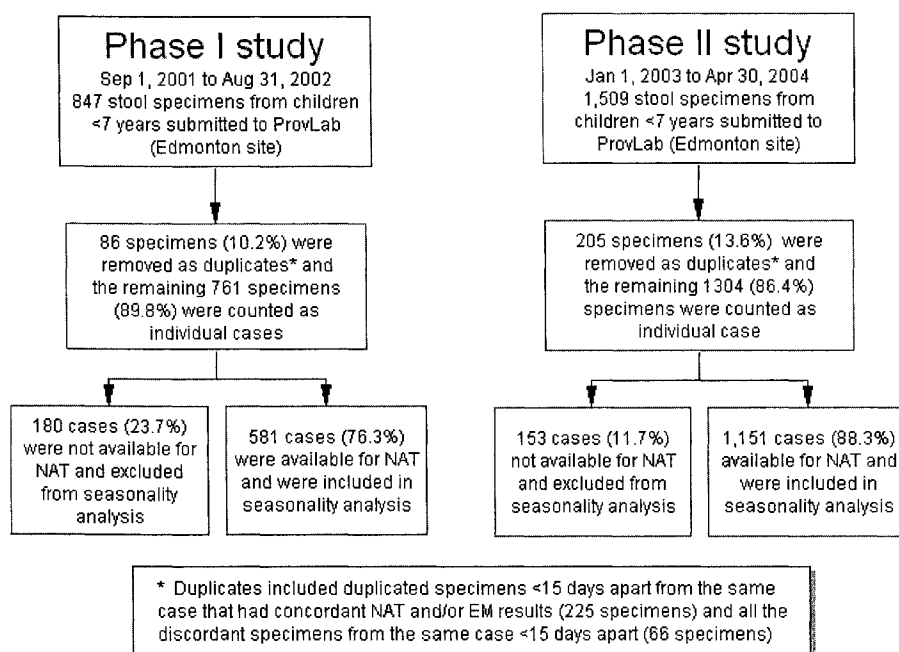 Phase I study
Sep 1, 2001 to Aug 31, 2002
847 stool specimens from children
<7 years submitted to ProvLab
(Edmonton site)
86 specimens (10.2%) were
removed as duplicates* and
the remaining 761 specimens
(89.8%) were counted as
individual cases
180 cases (23.7%)
were not available for
NAT and excluded
from seasonality
analysis
581 cases (76.3%)
were available for NAT
and were included in
seasonality analysis
Phase II study
Jan 1, 2003 to Apr 30, 2004
1,509 stool specimens from
children <7 years submitted to
ProvLab (Edmonton site)
205 specimens (13.6%) were
removed as duplicates* and
the remaining 1304 (86.4%)
specimens were counted as
individual case
153 cases (11.7%)
not available for NAT
and excluded from
seasonality analysis
1,151 cases (88.3%)
available for NAT and
were included in
seasonality analysis
* Duplicates included duplicated specimens <15 days apart from the same
case that had concordant NAT and/or EM results (225 specimens) and all the
discordant specimens from the same case <15 days apart (66 specimens)